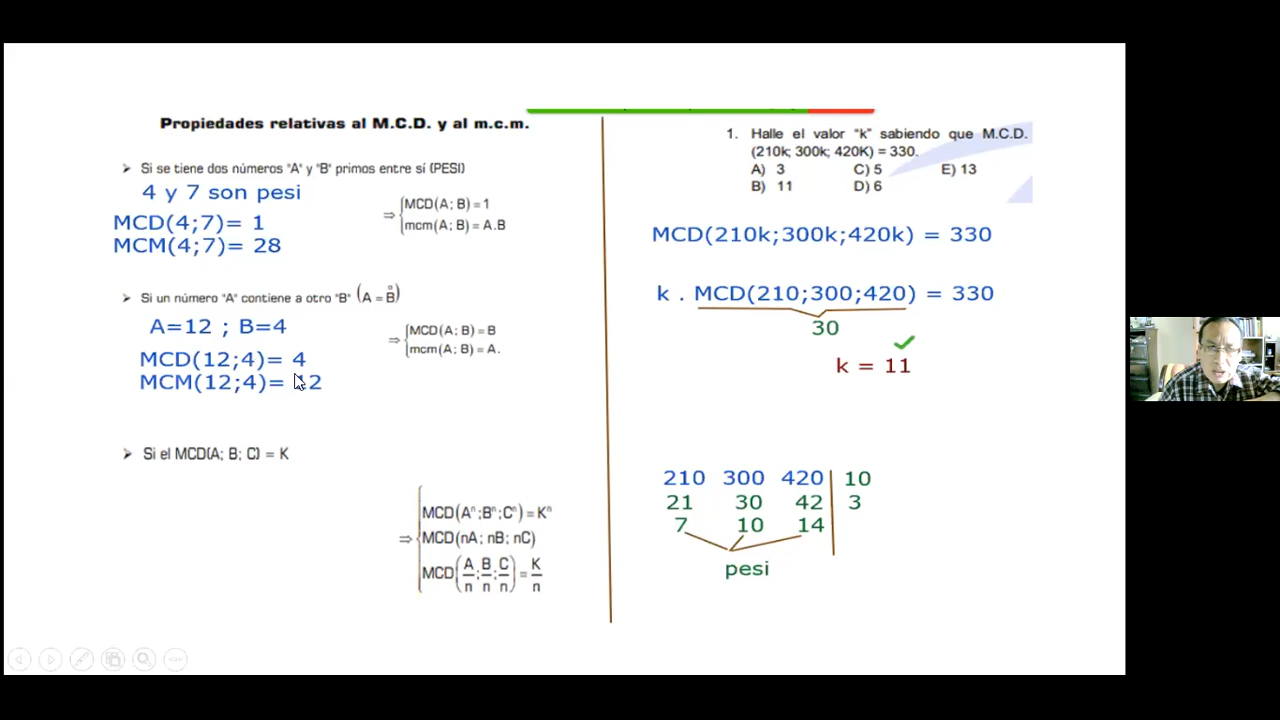 Propiedades relativas al M.C.D. y al m.c.m.
➢ Si se tiene dos números "A" y "B" primos entre sí (PESI)
4 y 7 son pesi
MCD(4;7)= 1
MCM(4;7)= 28
⇒ {MCD(A; B) = 1
mcm(A; B) = A.B
➢ Si un número "A" contiene a otro "B" (A = B̊)
A=12 ; B=4
MCD(12;4)= 4
MCM(12;4)= 12
⇒ {MCD(A; B) = B
mcm(A; B) = A.
➢ Si el MCD(A; B; C) = K
⇒ {MCD(Aⁿ;Bⁿ;Cⁿ) = Kⁿ
MCD(nA; nB; nC)
MCD(A/n;B/n;C/n) = K/n
1. Halle el valor "k" sabiendo que M.C.D.
(210k; 300k; 420K) = 330.
A) 3 C) 5 E) 13
B) 11 D) 6
MCD(210k;300k;420k) = 330
k . MCD(210;300;420) = 330
30
k = 11
210 300 420 | 10
21 30 42 | 3
7 10 14
pesi